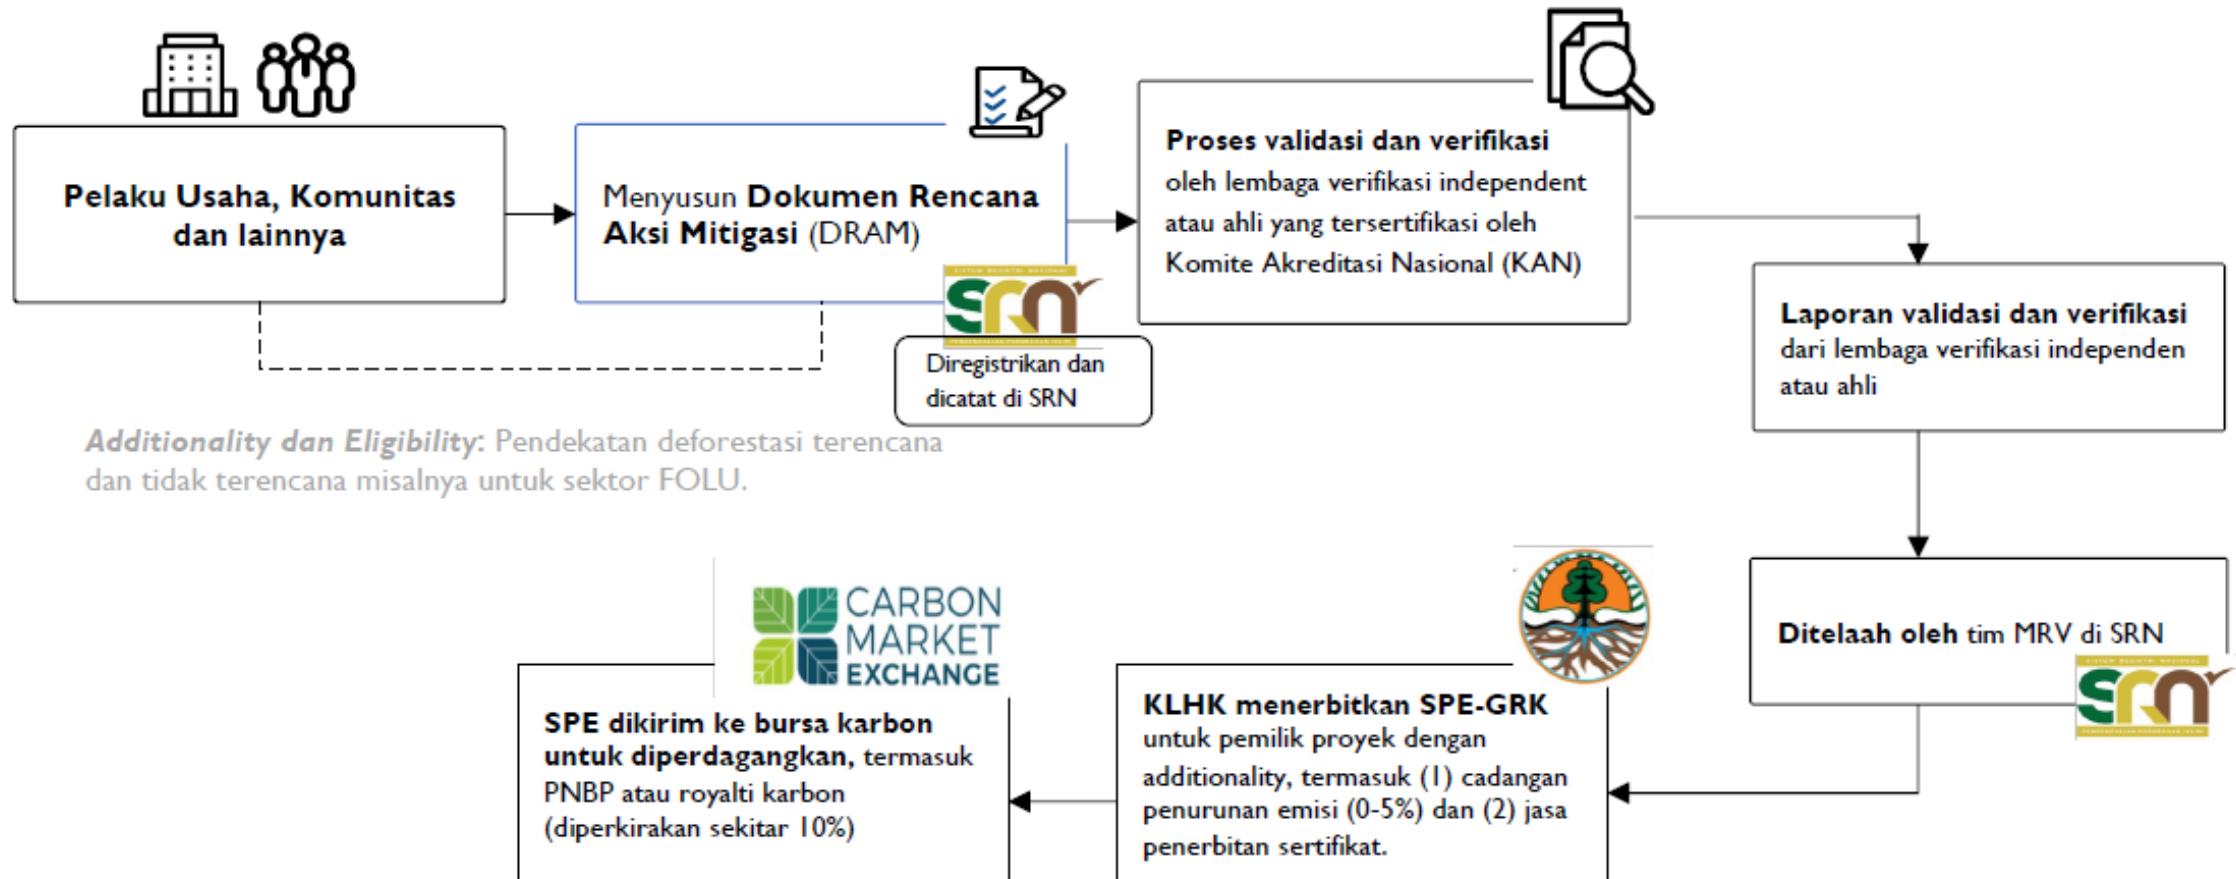 Pelaku Usaha, Komunitas
dan lainnya
Menyusun Dokumen Rencana
Aksi Mitigasi (DRAM)
SRN
Diregistrikan dan
dicatat di SRN
Proses validasi dan verifikasi
oleh lembaga verifikasi independent
atau ahli yang tersertifikasi oleh
Komite Akreditasi Nasional (KAN)
Laporan validasi dan verifikasi
dari lembaga verifikasi independen
atau ahli
Additionality dan Eligibility: Pendekatan deforestasi terencana
dan tidak terencana misalnya untuk sektor FOLU.
Ditelaah oleh tim MRV di SRN
SRN
KLHK menerbitkan SPE-GRK
untuk pemilik proyek dengan
additionality, termasuk (1) cadangan
penurunan emisi (0-5%) dan (2) jasa
penerbitan sertifikat.
CARBON
MARKET
EXCHANGE
SPE dikirim ke bursa karbon
untuk diperdagangkan, termasuk
PNBP atau royalti karbon
(diperkirakan sekitar 10%)